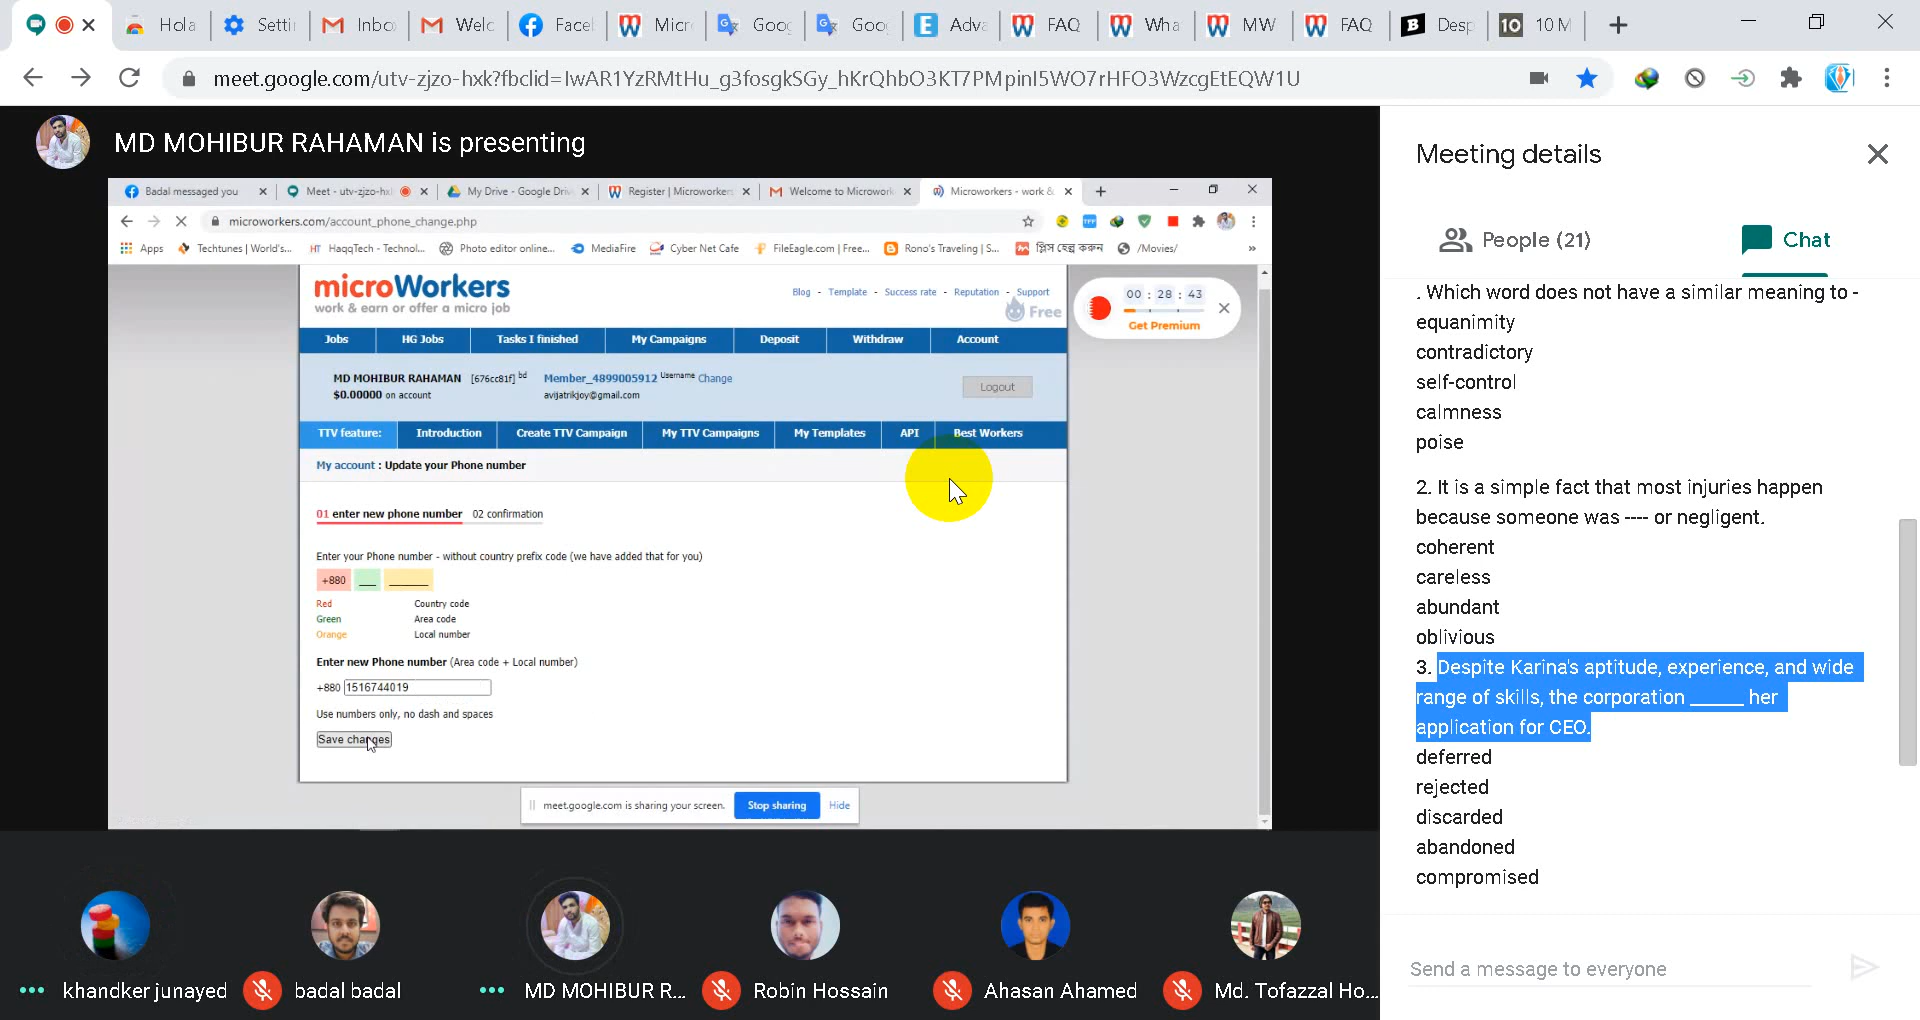 Hola
Settin
Inbo
Welc
Facel
Micr
Goog
Goog
Adva
FAQ
Wha
MW
FAQ
Desp
10 M
meet.google.com/utv-zjzo-hxk?fbclid=IwAR1YzRMtHu_g3fosgkSGy_hKrQhbO3KT7PMpinI5WO7rHFO3WzcgEtEQW1U
MD MOHIBUR RAHAMAN is presenting
Badal messaged you
Meet - utv-zjzo-hxl
My Drive - Google Driv
Register | Microworker
Welcome to Microwork
Microworkers - work &
microworkers.com/account_phone_change.php
Apps
Techtunes | World's...
HaqqTech - Technol...
Photo editor online...
MediaFire
Cyber Net Cafe
FileEagle.com | Free...
Rono's Traveling | S...
প্লিস হেল্প করুন
/Movies/
»
microWorkers
work & earn or offer a micro job
Blog - Template - Success rate - Reputation - Support
Free
00 : 28 : 43
Get Premium
Jobs
HG Jobs
Tasks I finished
My Campaigns
Deposit
Withdraw
Account
MD MOHIBUR RAHAMAN [676cc81f] bd
Member_4899005912 Username Change
$0.00000 on account
avijatrikjoy@gmail.com
Logout
TTV feature:
Introduction
Create TTV Campaign
My TTV Campaigns
My Templates
API
Best Workers
My account : Update your Phone number
01 enter new phone number 02 confirmation
Enter your Phone number - without country prefix code (we have added that for you)
+880 ___ ______
Red Country code
Green Area code
Orange Local number
Enter new Phone number (Area code + Local number)
+880 1516744019
Use numbers only, no dash and spaces
Save changes
meet.google.com is sharing your screen.
Stop sharing
Hide
khandker junayed
badal badal
MD MOHIBUR R...
Robin Hossain
Ahasan Ahamed
Md. Tofazzal Ho...
Meeting details
People (21)
Chat
. Which word does not have a similar meaning to -
equanimity
contradictory
self-control
calmness
poise
2. It is a simple fact that most injuries happen
because someone was ---- or negligent.
coherent
careless
abundant
oblivious
3. Despite Karina's aptitude, experience, and wide
range of skills, the corporation ______ her
application for CEO.
deferred
rejected
discarded
abandoned
compromised
Send a message to everyone